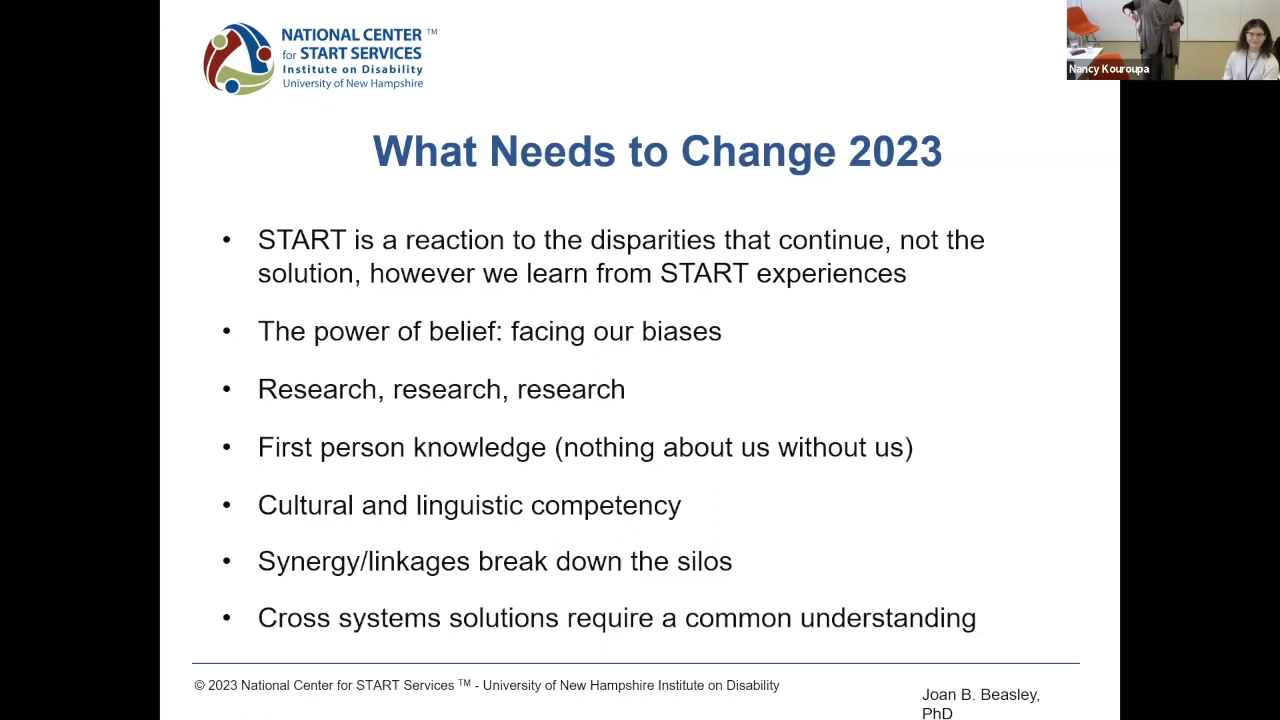 NATIONAL CENTER ™
for START SERVICES
Institute on Disability
University of New Hampshire
Nancy Kouroupa
What Needs to Change 2023
• START is a reaction to the disparities that continue, not the
solution, however we learn from START experiences
• The power of belief: facing our biases
• Research, research, research
• First person knowledge (nothing about us without us)
• Cultural and linguistic competency
• Synergy/linkages break down the silos
• Cross systems solutions require a common understanding
© 2023 National Center for START Services ™ - University of New Hampshire Institute on Disability
Joan B. Beasley,
PhD